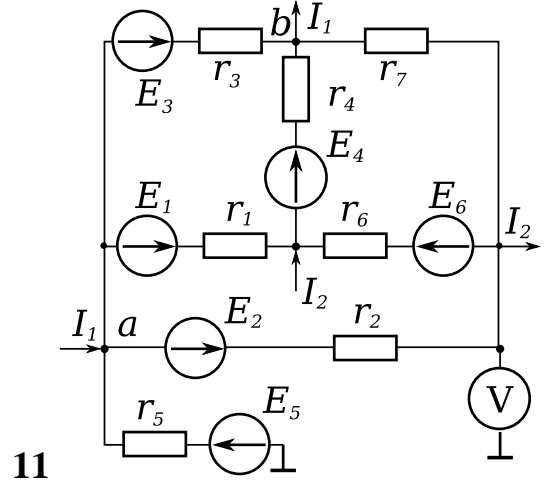 b I₁
E₃ r₃ r₄ r₇
E₄
E₁ r₁ r₆ E₆ I₂
I₂
I₁ a E₂ r₂
r₅ E₅ V
11